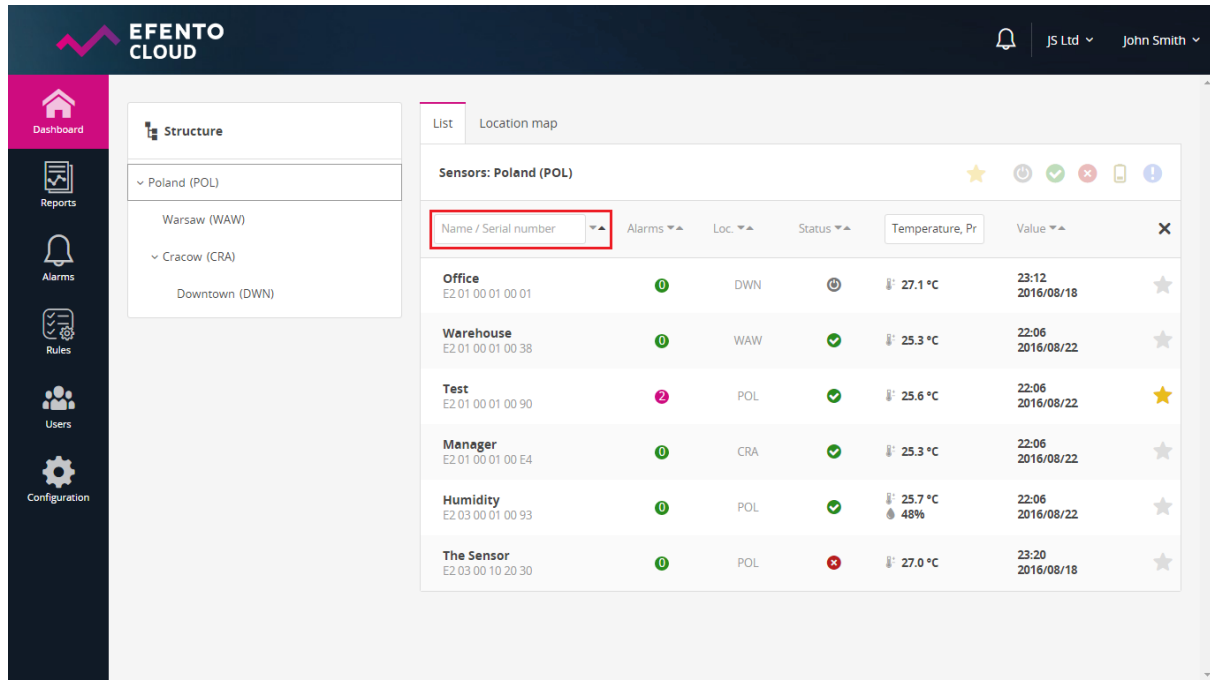 EFENTO
CLOUD
JS Ltd
John Smith
Dashboard
Reports
Alarms
Rules
Users
Configuration
Structure
Poland (POL)
Warsaw (WAW)
Cracow (CRA)
Downtown (DWN)
List Location map
Sensors: Poland (POL)
Name / Serial number Alarms Loc. Status Temperature, Pr Value
Office
E2 01 00 01 00 01
0 DWN 27.1 °C
23:12
2016/08/18
Warehouse
E2 01 00 01 00 38
0 WAW 25.3 °C
22:06
2016/08/22
Test
E2 01 00 01 00 90
2 POL 25.6 °C
22:06
2016/08/22
Manager
E2 01 00 01 00 E4
0 CRA 25.3 °C
22:06
2016/08/22
Humidity
E2 03 00 01 00 93
0 POL
25.7 °C
48%
22:06
2016/08/22
The Sensor
E2 03 00 10 20 30
0 POL 27.0 °C
23:20
2016/08/18